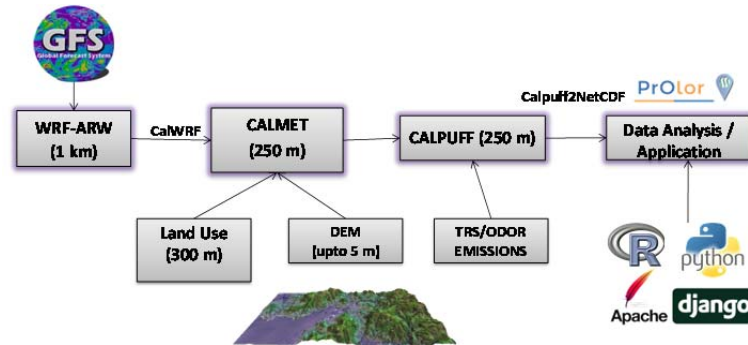 GFS
Global Forecast System
PrOlor
Calpuff2NetCDF
WRF-ARW
(1 km)
CalWRF
CALMET
(250 m)
CALPUFF (250 m)
Data Analysis /
Application
Land Use
(300 m)
DEM
[upto 5 m]
TRS/ODOR
EMISSIONS
R
python
Apache
django